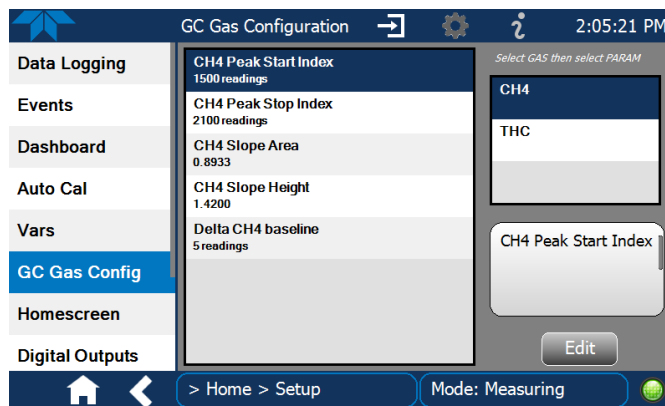 GC Gas Configuration
2:05:21 PM
Data Logging
Events
Dashboard
Auto Cal
Vars
GC Gas Config
Homescreen
Digital Outputs
CH4 Peak Start Index
1500 readings
CH4 Peak Stop Index
2100 readings
CH4 Slope Area
0.8933
CH4 Slope Height
1.4200
Delta CH4 baseline
5 readings
Select GAS then select PARAM
CH4
THC
CH4 Peak Start Index
Edit
> Home > Setup
Mode: Measuring